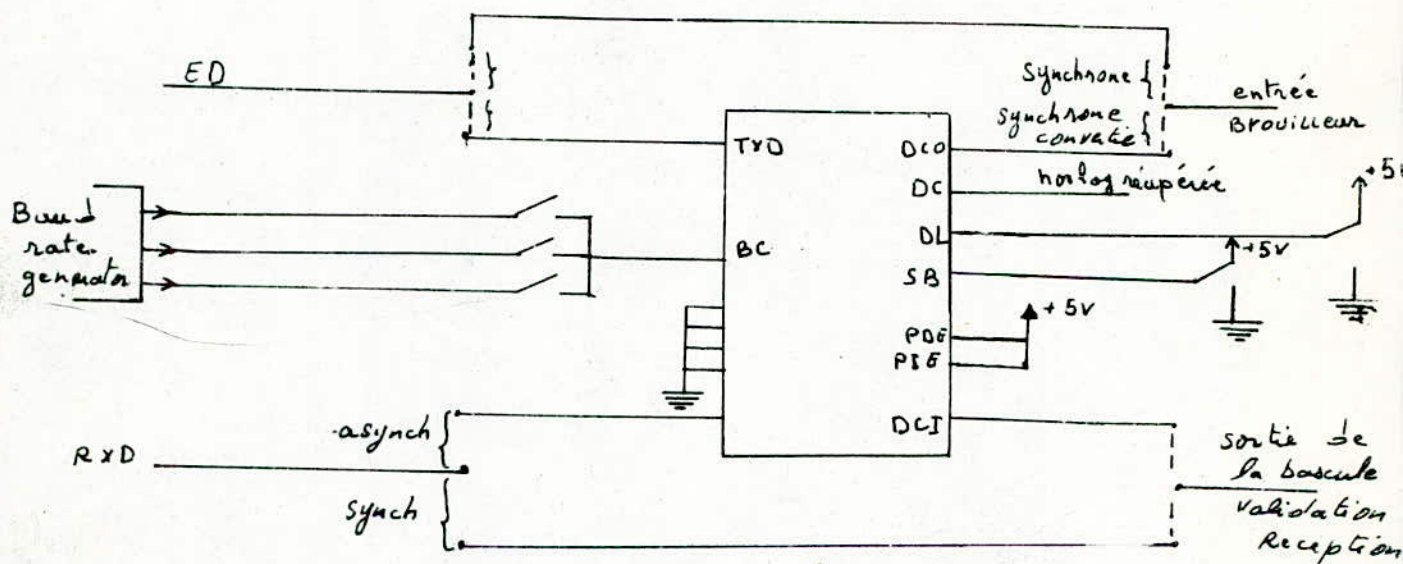 ED
Synchrone
synchrone
convertie
entrée
Brouilleur
TXD
DCO
DC
horlog récupérée
+5v
Baud
rate
generator
BC
DL
SB
+5v
+5v
PDE
PIE
asynch
RXD
synch
DCI
sortie de
la bascule
validation
Reception